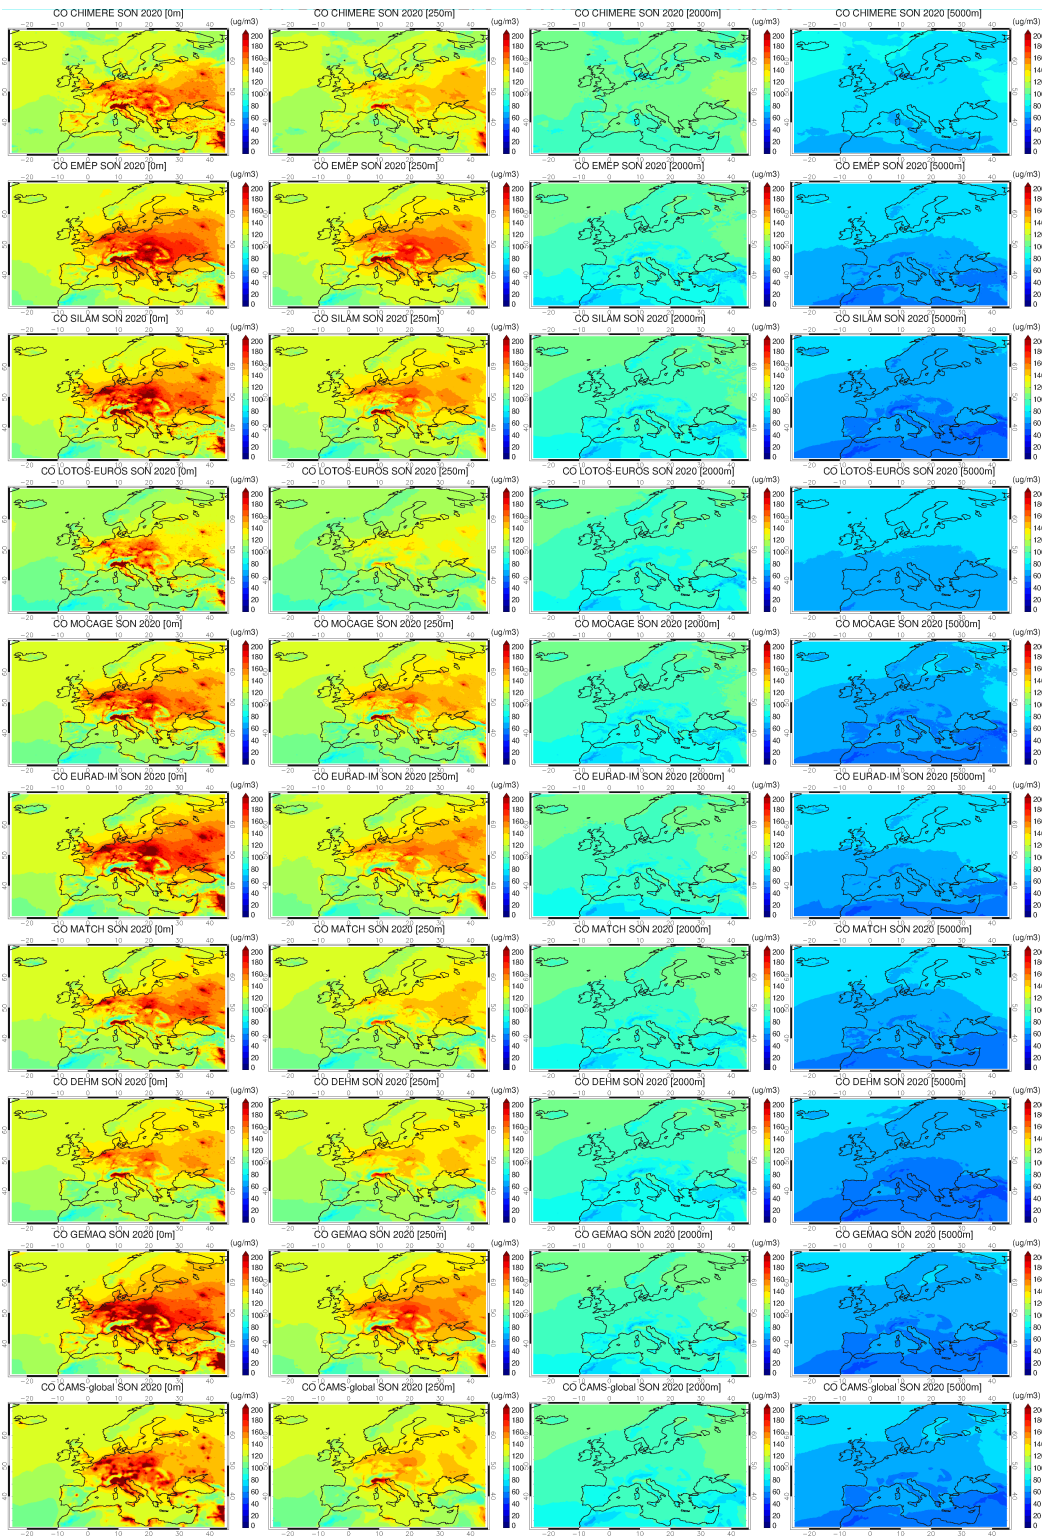 CO CHIMERE SON 2020 [0m]
CO CHIMERE SON 2020 [250m]
CO CHIMERE SON 2020 [2000m]
CO CHIMERE SON 2020 [5000m]
CO EMEP SON 2020 [0m]
CO EMEP SON 2020 [250m]
CO EMEP SON 2020 [2000m]
CO EMEP SON 2020 [5000m]
CO SILAM SON 2020 [0m]
CO SILAM SON 2020 [250m]
CO SILAM SON 2020 [2000m]
CO SILAM SON 2020 [5000m]
CO LOTOS-EUROS SON 2020 [0m]
CO LOTOS-EUROS SON 2020 [250m]
CO LOTOS-EUROS SON 2020 [2000m]
CO LOTOS-EUROS SON 2020 [5000m]
CO MOCAGE SON 2020 [0m]
CO MOCAGE SON 2020 [250m]
CO MOCAGE SON 2020 [2000m]
CO MOCAGE SON 2020 [5000m]
CO EURAD-IM SON 2020 [0m]
CO EURAD-IM SON 2020 [250m]
CO EURAD-IM SON 2020 [2000m]
CO EURAD-IM SON 2020 [5000m]
CO MATCH SON 2020 [0m]
CO MATCH SON 2020 [250m]
CO MATCH SON 2020 [2000m]
CO MATCH SON 2020 [5000m]
CO DEHM SON 2020 [0m]
CO DEHM SON 2020 [250m]
CO DEHM SON 2020 [2000m]
CO DEHM SON 2020 [5000m]
CO GEMAQ SON 2020 [0m]
CO GEMAQ SON 2020 [250m]
CO GEMAQ SON 2020 [2000m]
CO GEMAQ SON 2020 [5000m]
CO CAMS-global SON 2020 [0m]
CO CAMS-global SON 2020 [250m]
CO CAMS-global SON 2020 [2000m]
CO CAMS-global SON 2020 [5000m]
(ug/m3)
200
180
160
140
120
100
80
60
40
20
0
−20
−10
0
10
20
30
40
60
50
40